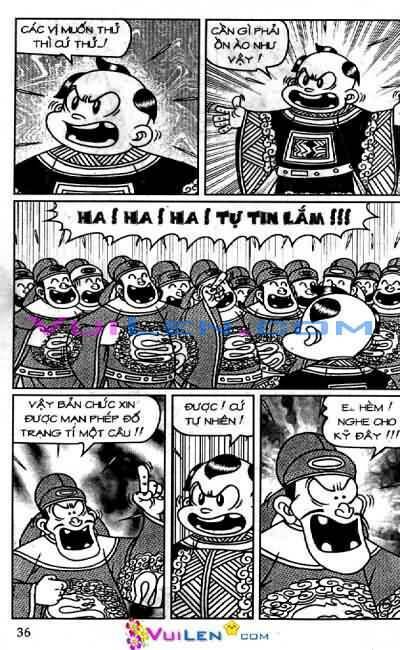 CÁC VỊ MUỐN THỬ
THÌ CỨ THỬ..!
CẦN GÌ PHẢI
ỒN ÀO NHƯ
VẬY !
HA ! HA ! HA ! TỰ TIN LẮM !!!
VuiLen.com
VẬY BẢN CHỨC XIN
ĐƯỢC MẠN PHÉP ĐỐ
TRẠNG TÍ MỘT CÂU !!
ĐƯỢC ! CỨ
TỰ NHIÊN !
E.. HÈM !
NGHE CHO
KỸ ĐÂY !!!
36
VuiLen.com